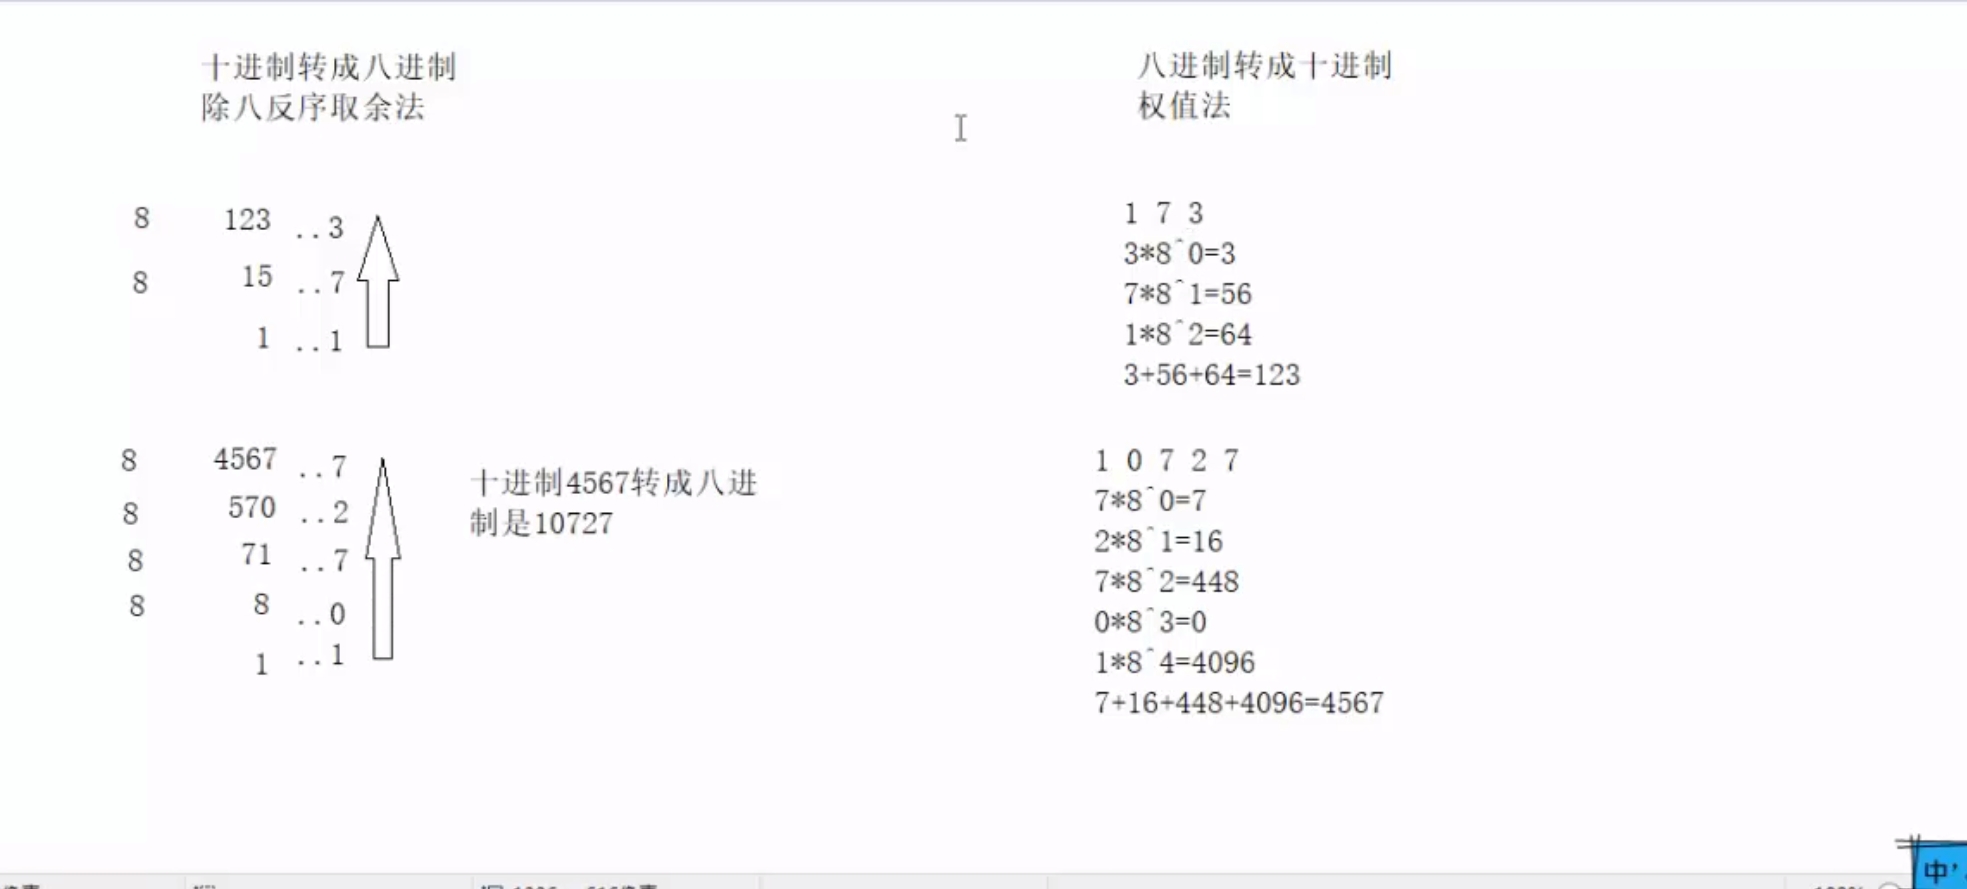 十进制转成八进制
除八反序取余法
8 123 ..3
8 15 ..7
1 ..1
8 4567 ..7
8 570 ..2
8 71 ..7
8 8 ..0
1 ..1
十进制4567转成八进
制是10727
八进制转成十进制
权值法
1 7 3
3*8^0=3
7*8^1=56
1*8^2=64
3+56+64=123
1 0 7 2 7
7*8^0=7
2*8^1=16
7*8^2=448
0*8^3=0
1*8^4=4096
7+16+448+4096=4567
中